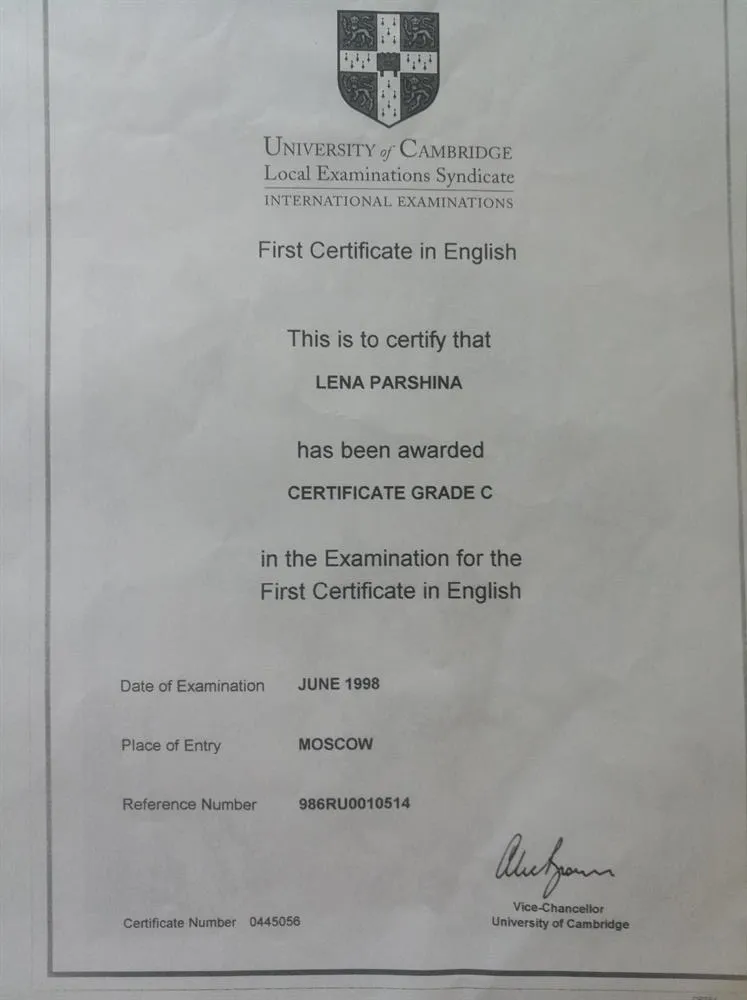 UNIVERSITY of CAMBRIDGE
Local Examinations Syndicate
INTERNATIONAL EXAMINATIONS
First Certificate in English
This is to certify that
LENA PARSHINA
has been awarded
CERTIFICATE GRADE C
in the Examination for the
First Certificate in English
Date of Examination JUNE 1998
Place of Entry MOSCOW
Reference Number 986RU0010514
Vice-Chancellor
Certificate Number 0445056 University of Cambridge